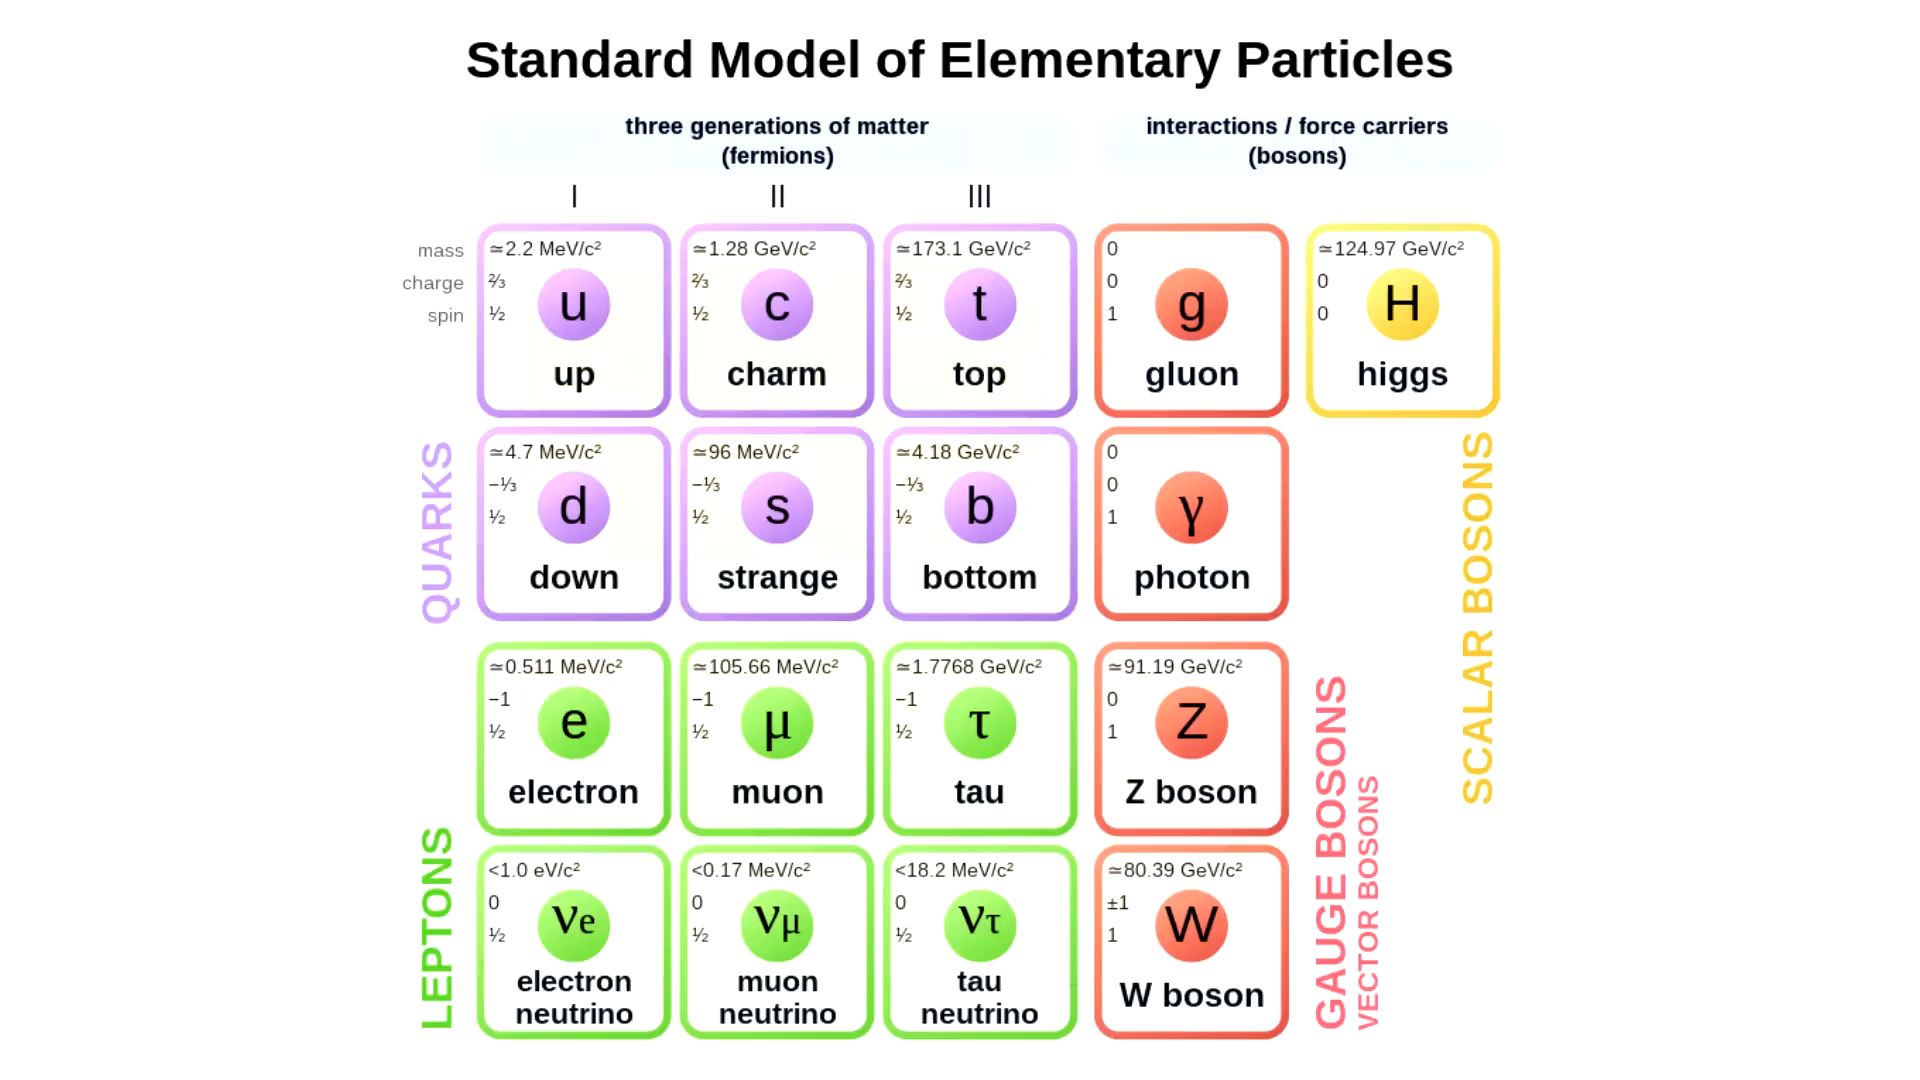 Standard Model of Elementary Particles
three generations of matter
(fermions)
interactions / force carriers
(bosons)
I II III
mass
charge
spin
≃2.2 MeV/c²
⅔
½
u
up
≃1.28 GeV/c²
⅔
½
c
charm
≃173.1 GeV/c²
⅔
½
t
top
0
0
1
g
gluon
≃124.97 GeV/c²
0
0
H
higgs
QUARKS
≃4.7 MeV/c²
−⅓
½
d
down
≃96 MeV/c²
−⅓
½
s
strange
≃4.18 GeV/c²
−⅓
½
b
bottom
0
0
1
γ
photon
SCALAR BOSONS
LEPTONS
≃0.511 MeV/c²
−1
½
e
electron
≃105.66 MeV/c²
−1
½
μ
muon
≃1.7768 GeV/c²
−1
½
τ
tau
≃91.19 GeV/c²
0
1
Z
Z boson
<1.0 eV/c²
0
½
νe
electron
neutrino
<0.17 MeV/c²
0
½
νμ
muon
neutrino
<18.2 MeV/c²
0
½
ντ
tau
neutrino
≃80.39 GeV/c²
±1
1
W
W boson
GAUGE BOSONS
VECTOR BOSONS